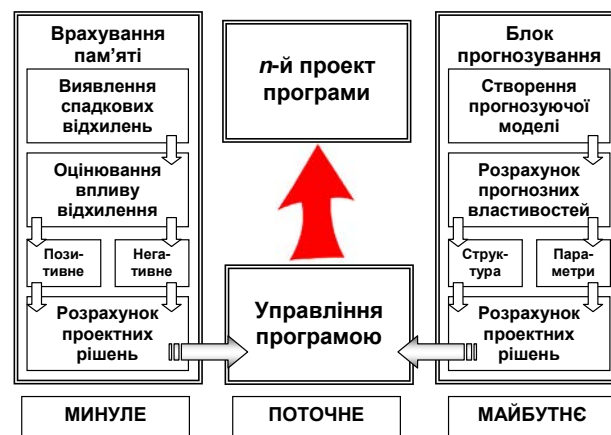 Врахування
пам’яті
Виявлення
спадкових
відхилень
Оцінювання
впливу
відхилення
Пози-
тивне
Нега-
тивне
Розрахунок
проектних
рішень
МИНУЛЕ
n-й проект
програми
Управління
програмою
ПОТОЧНЕ
Блок
прогнозування
Створення
прогнозуючої
моделі
Розрахунок
прогнозних
властивостей
Струк-
тура
Пара-
метри
Розрахунок
проектних
рішень
МАЙБУТНЄ